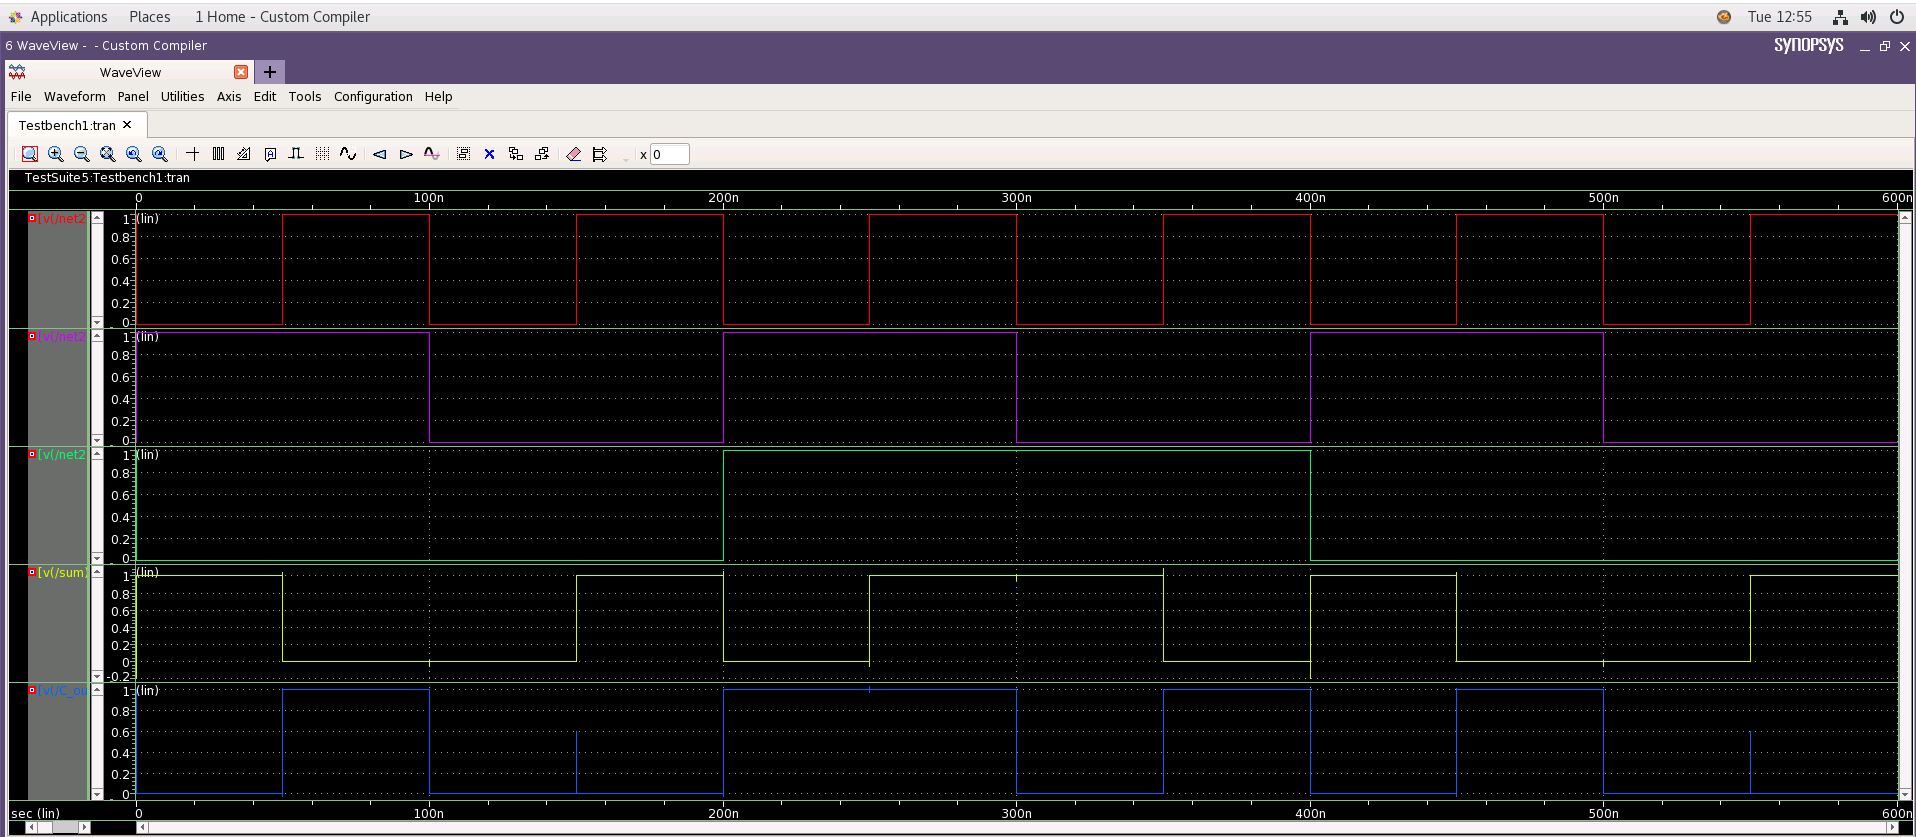 Applications Places 1 Home - Custom Compiler Tue 12:55
6 WaveView - - Custom Compiler SYNOPSYS
WaveView
File Waveform Panel Utilities Axis Edit Tools Configuration Help
Testbench1:tran
x 0
TestSuite5:Testbench1:tran
0 100n 200n 300n 400n 500n 600n
[v(/net2 1 (lin)
0.8
0.6
0.4
0.2
0
[v(/net2 1 (lin)
0.8
0.6
0.4
0.2
0
[v(/net2 1 (lin)
0.8
0.6
0.4
0.2
0
[v(/sum) (lin)
1
0.8
0.6
0.4
0.2
0
-0.2
[v(/C_ou 1 (lin)
0.8
0.6
0.4
0.2
0
sec (lin) 0 100n 200n 300n 400n 500n 600n